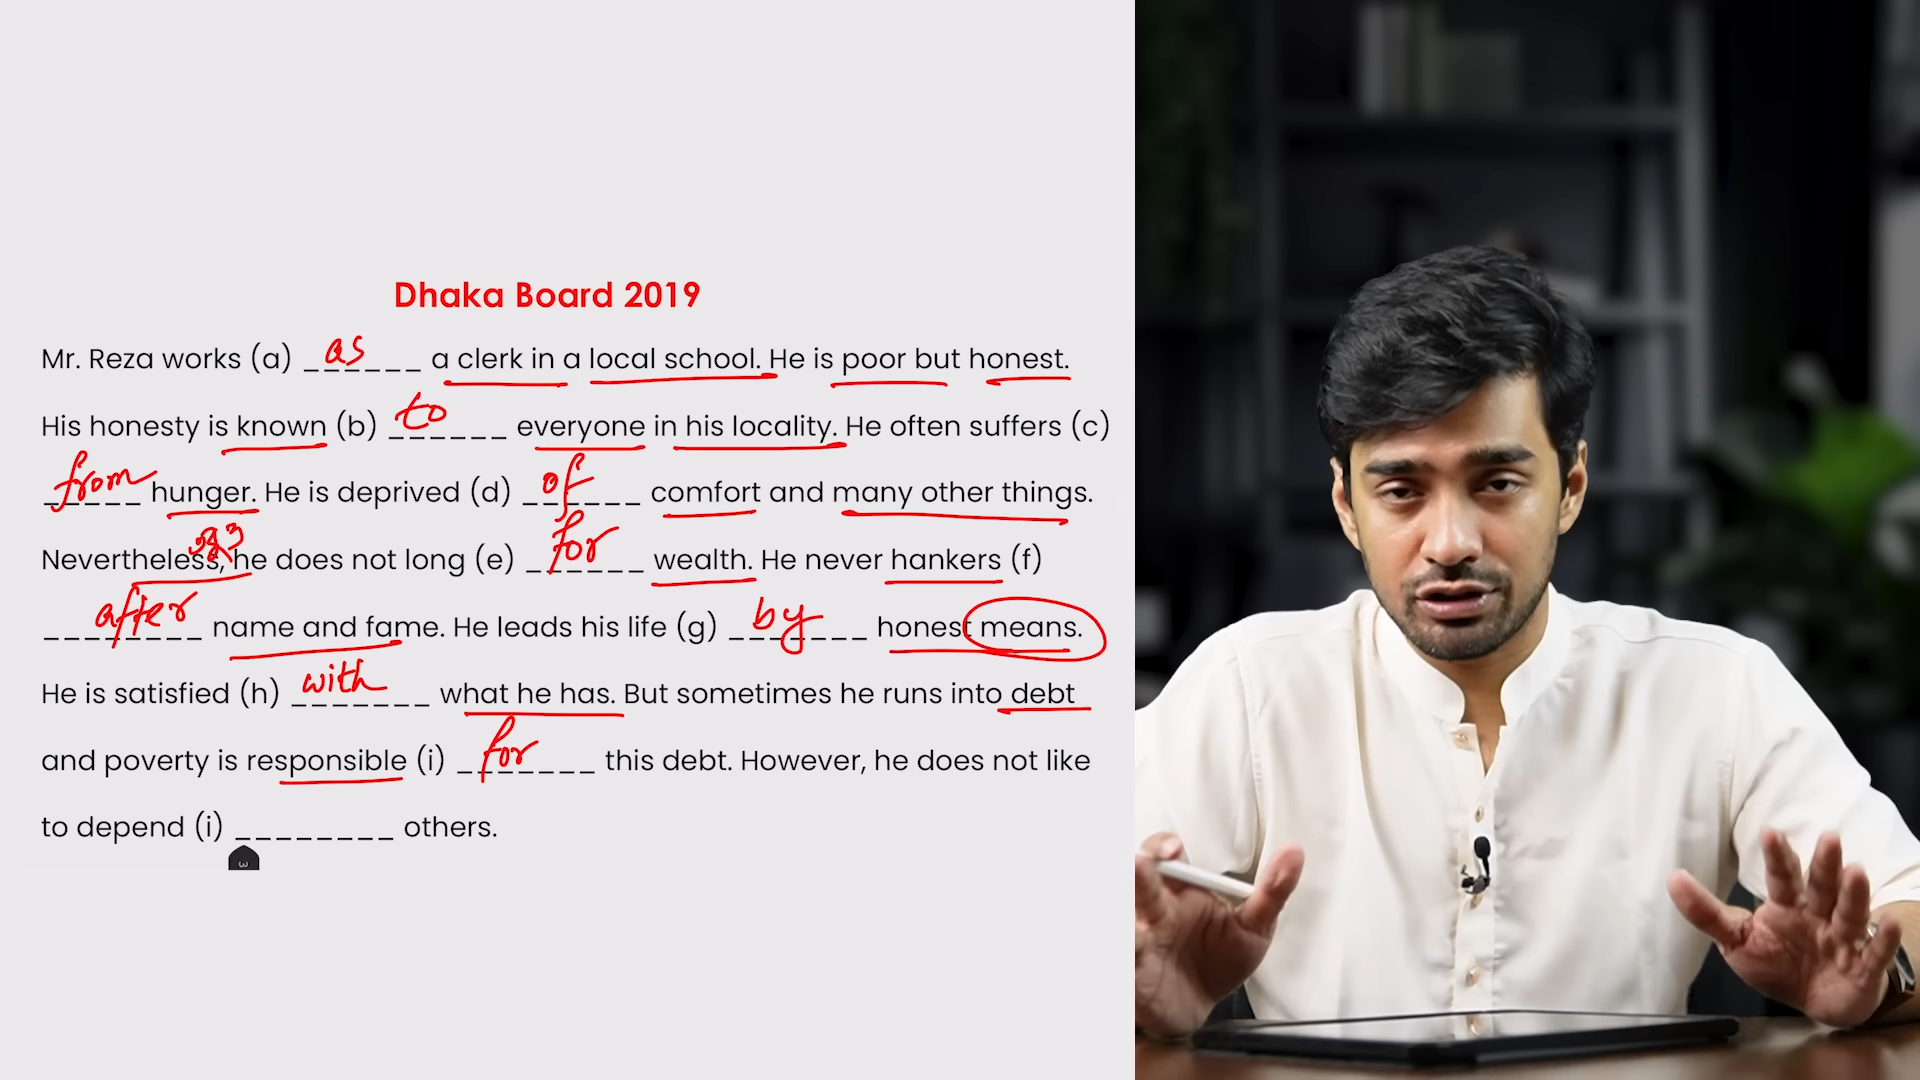 Dhaka Board 2019
Mr. Reza works (a) as a clerk in a local school. He is poor but honest.
His honesty is known (b) to everyone in his locality. He often suffers (c)
from hunger. He is deprived (d) of comfort and many other things.
Nevertheless, he does not long (e) for wealth. He never hankers (f)
after name and fame. He leads his life (g) by honest means.
He is satisfied (h) with what he has. But sometimes he runs into debt
and poverty is responsible (i) for this debt. However, he does not like
to depend (i) ________ others.